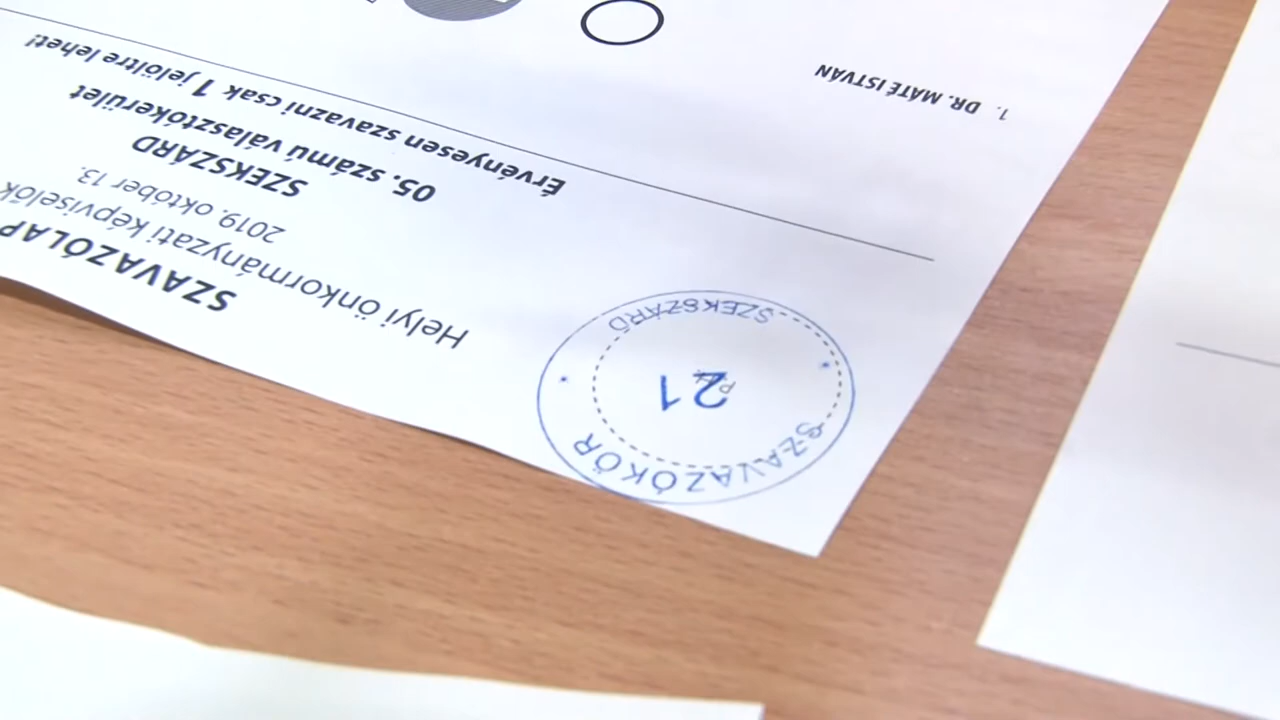 SZAVAZÓLAP
Helyi önkormányzati képviselők
2019. október 13.
SZEKSZÁRD
05. számú választókerület
Érvényesen szavazni csak 1 jelöltre lehet!
1. DR. MÁTÉ ISTVÁN
SZAVAZÓKÖR
21
SZEKSZÁRD